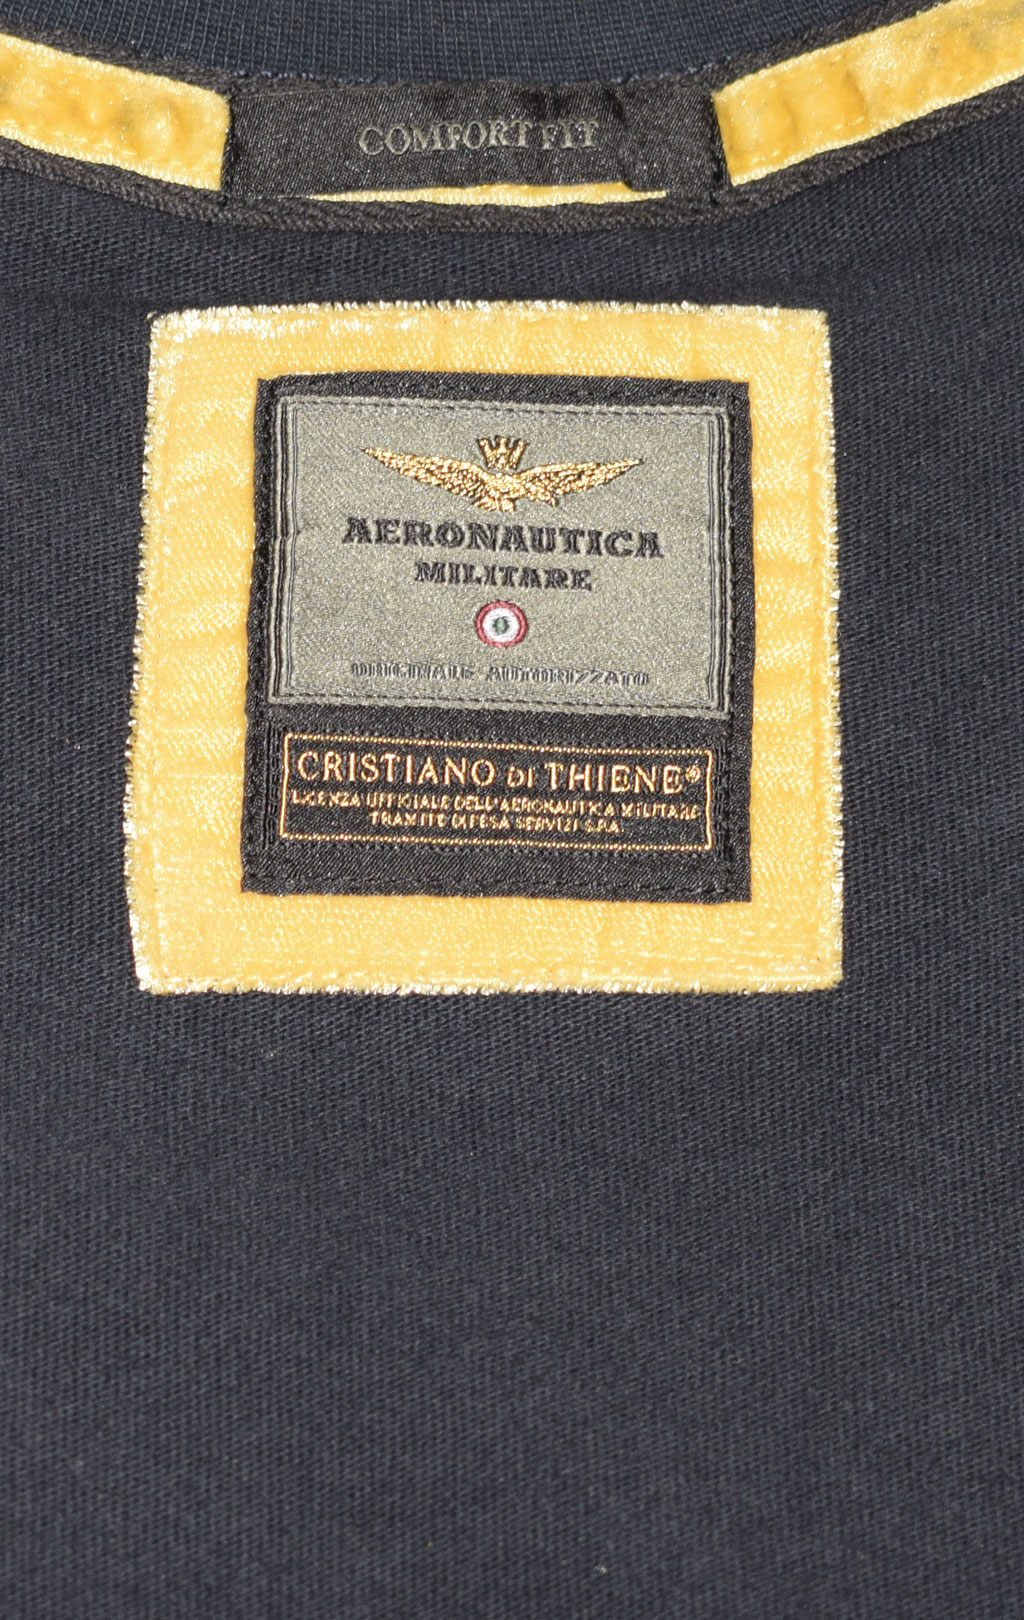 COMFORT FIT
AERONAUTICA
MILITARE
ORIGINALE AUTORIZZATO
CRISTIANO DI THIENE®
LICENZA UFFICIALE DELL'AERONAUTICA MILITARE
TRAMITE DIFESA SERVIZI S.P.A.